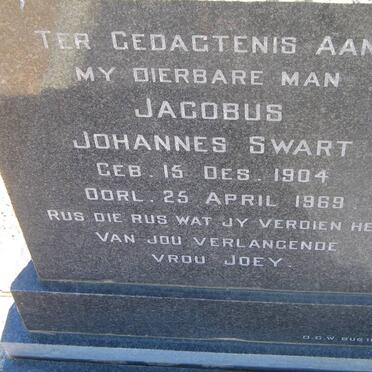 TER GEDAGTENIS AAN
MY DIERBARE MAN
JACOBUS
JOHANNES SWART
GEB. 15 DES. 1904
OORL. 25 APRIL 1969.
RUS DIE RUS WAT JY VERDIEN HE
VAN JOU VERLANGENDE
VROU JOEY.